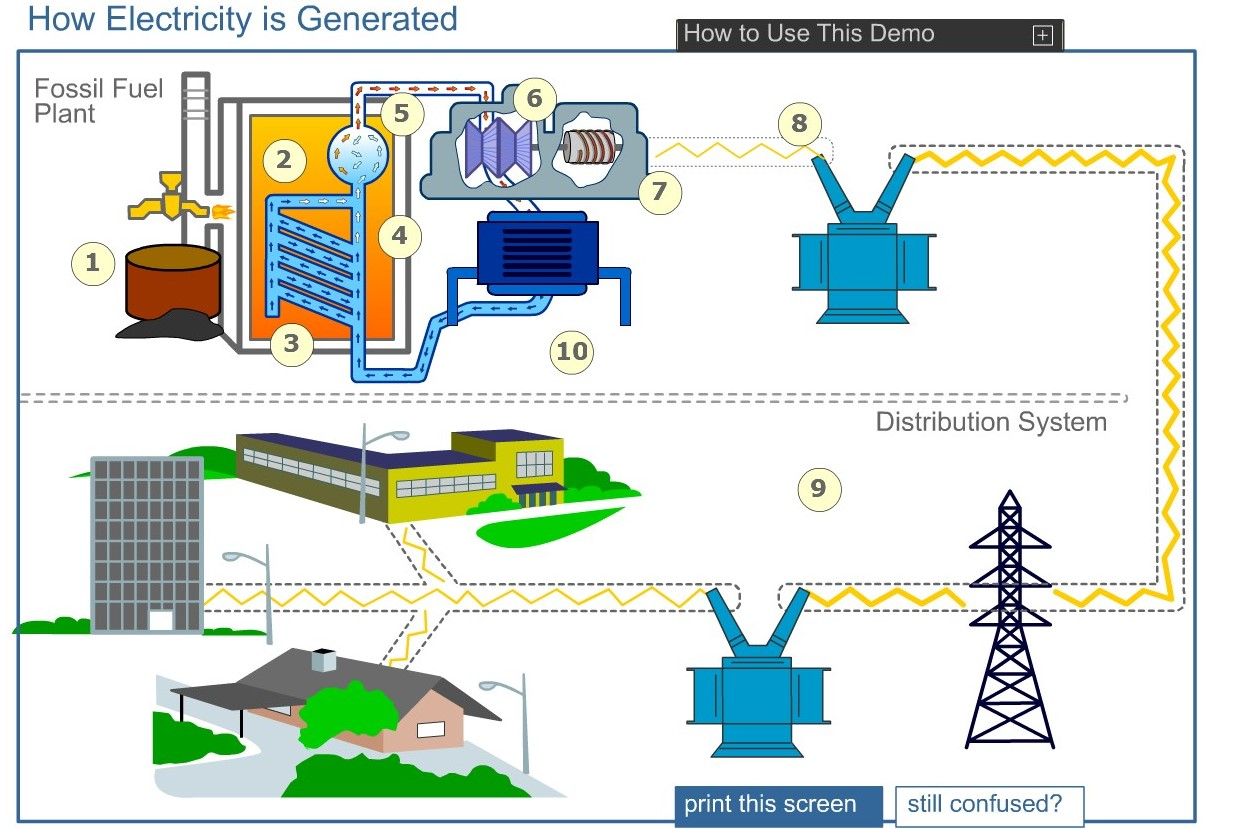 How Electricity is Generated
How to Use This Demo
Fossil Fuel
Plant
1
2
3
4
5
6
7
8
10
Distribution System
9
print this screen
still confused?